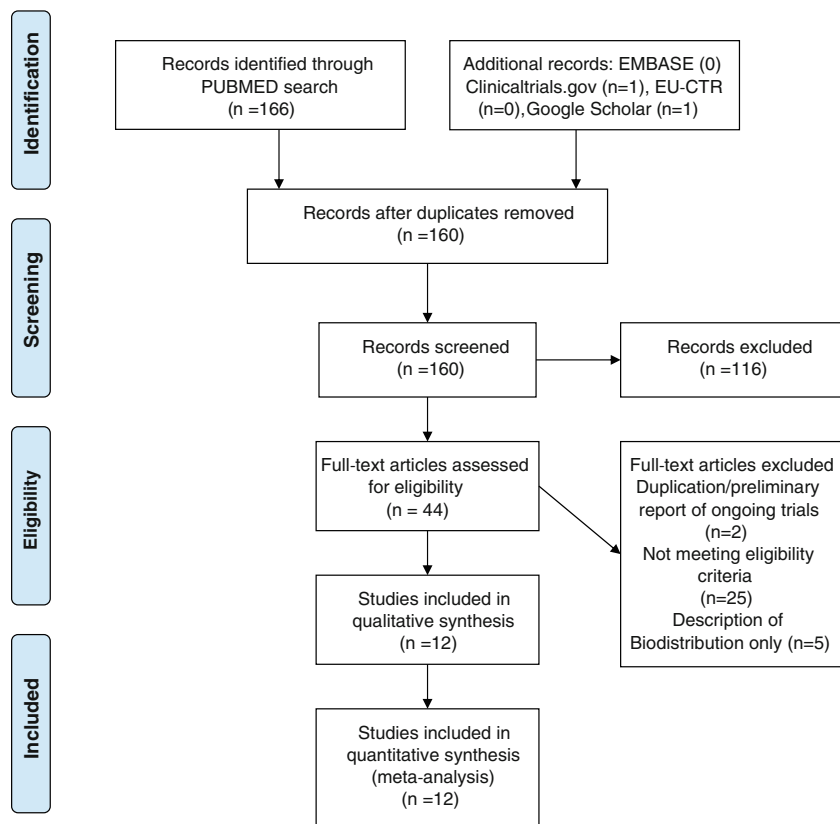 Identification
Records identified through
PUBMED search
(n =166)
Additional records: EMBASE (0)
Clinicaltrials.gov (n=1), EU-CTR
(n=0),Google Scholar (n=1)
Records after duplicates removed
(n =160)
Screening
Records screened
(n =160)
Records excluded
(n =116)
Eligibility
Full-text articles assessed
for eligibility
(n = 44)
Full-text articles excluded
Duplication/preliminary
report of ongoing trials
(n=2)
Not meeting eligibility
criteria
(n=25)
Description of
Biodistribution only (n=5)
Studies included in
qualitative synthesis
(n =12)
Included
Studies included in
quantitative synthesis
(meta-analysis)
(n =12)